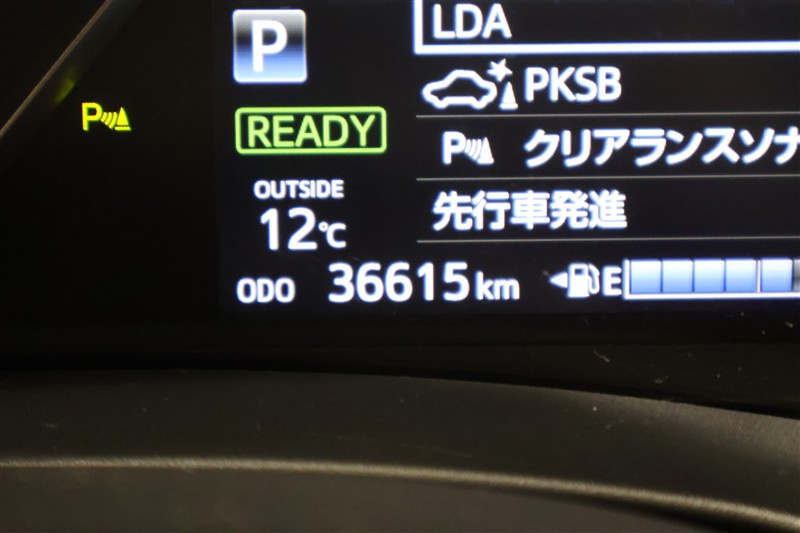 LDA
P
PKSB
P
READY
P クリアランスソナ
OUTSIDE
12℃
先行車発進
ODO 36615 km
E